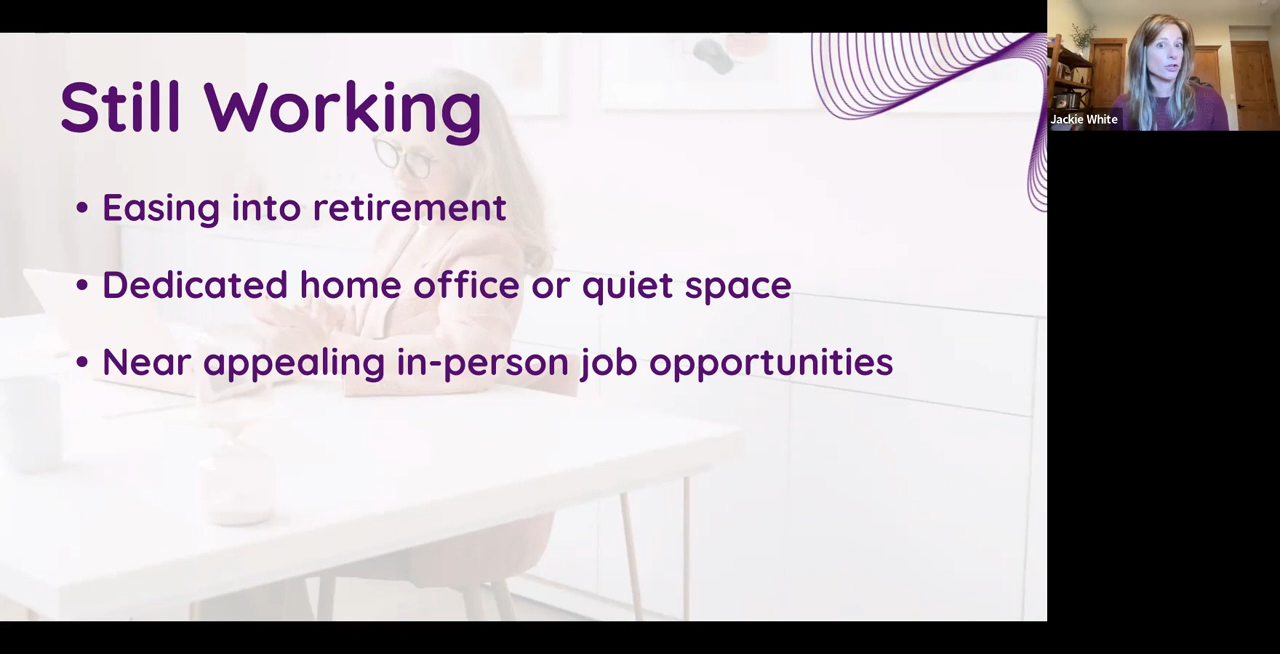 Still Working
• Easing into retirement
• Dedicated home office or quiet space
• Near appealing in-person job opportunities
Jackie White